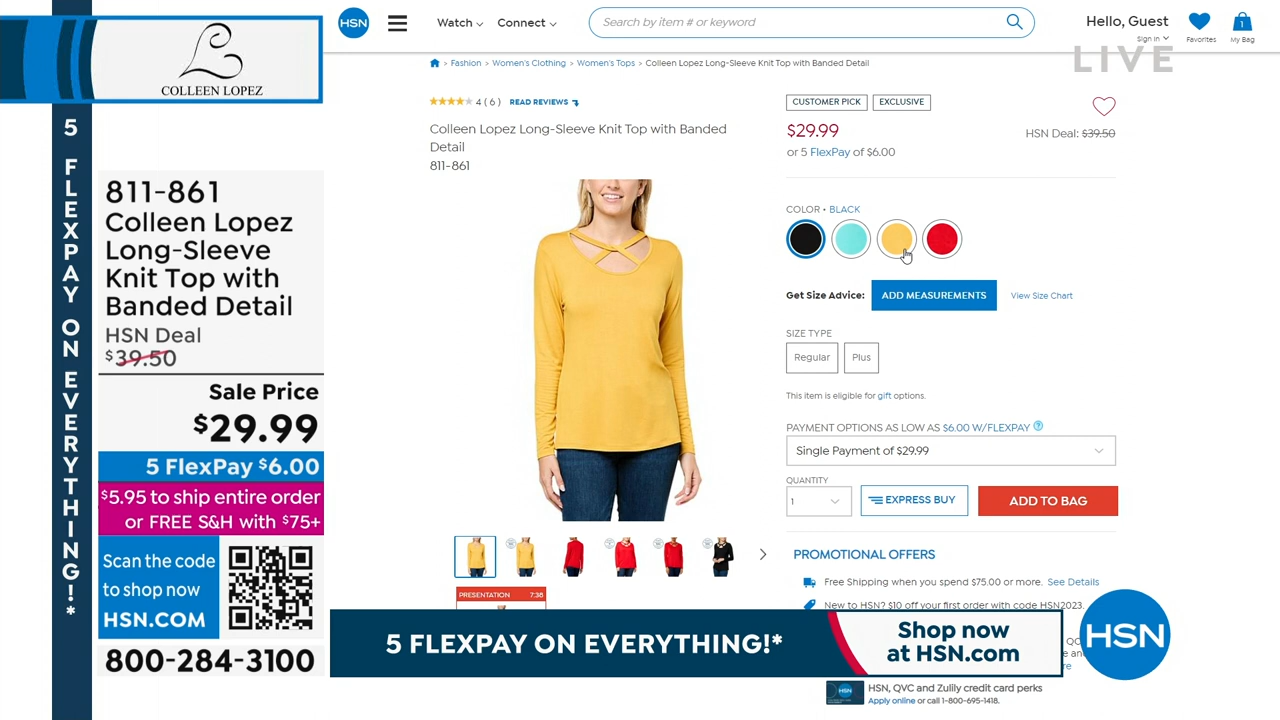 COLLEEN LOPEZ
5 FLEXPAY ON EVERYTHING!*
811-861
Colleen Lopez
Long-Sleeve
Knit Top with
Banded Detail
HSN Deal
$39.50
Sale Price
$29.99
5 FlexPay $6.00
$5.95 to ship entire order
or FREE S&H with $75+
Scan the code
to shop now
HSN.COM
800-284-3100
HSN
Watch
Connect
Search by item # or keyword
Hello, Guest
Sign In
Favorites
1
My Bag
LIVE
> Fashion > Women's Clothing > Women's Tops > Colleen Lopez Long-Sleeve Knit Top with Banded Detail
4 ( 6 ) READ REVIEWS
Colleen Lopez Long-Sleeve Knit Top with Banded
Detail
811-861
PRESENTATION 7:38
CUSTOMER PICK EXCLUSIVE
$29.99
HSN Deal: $39.50
or 5 FlexPay of $6.00
COLOR • BLACK
Get Size Advice: ADD MEASUREMENTS View Size Chart
SIZE TYPE
Regular Plus
This item is eligible for gift options.
PAYMENT OPTIONS AS LOW AS $6.00 W/FLEXPAY ?
Single Payment of $29.99
QUANTITY
1
EXPRESS BUY
ADD TO BAG
PROMOTIONAL OFFERS
Free Shipping when you spend $75.00 or more. See Details
New to HSN? $10 off your first order with code HSN2023.
5 FLEXPAY ON EVERYTHING!*
Shop now
at HSN.com
HSN
HSN, QVC and Zulily credit card perks
Apply online or call 1-800-695-1418.